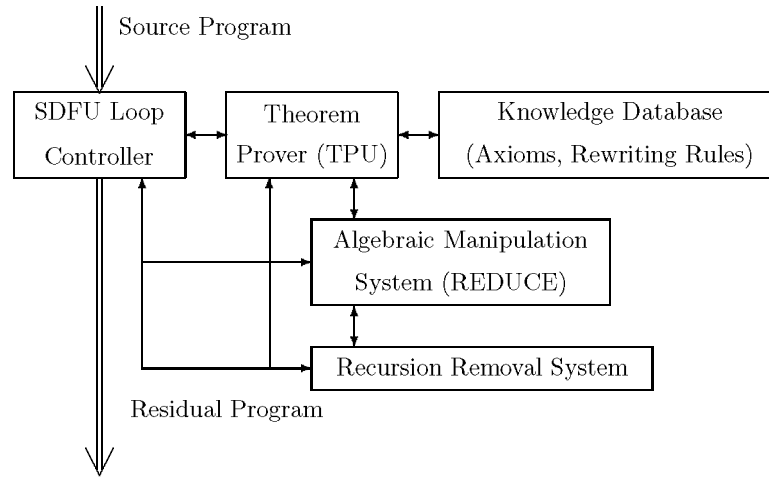 Source Program
SDFU Loop
Controller
Theorem
Prover (TPU)
Knowledge Database
(Axioms, Rewriting Rules)
Algebraic Manipulation
System (REDUCE)
Recursion Removal System
Residual Program